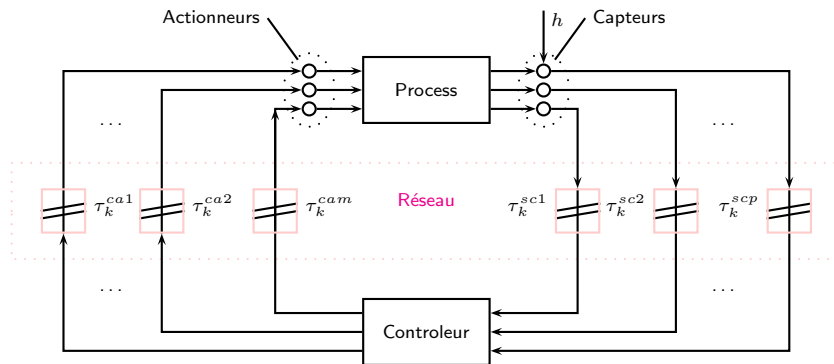 Actionneurs
h
Capteurs
Process
...
...
τ_k^{ca1}
τ_k^{ca2}
τ_k^{cam}
Réseau
τ_k^{sc1}
τ_k^{sc2}
τ_k^{scp}
...
...
Controleur